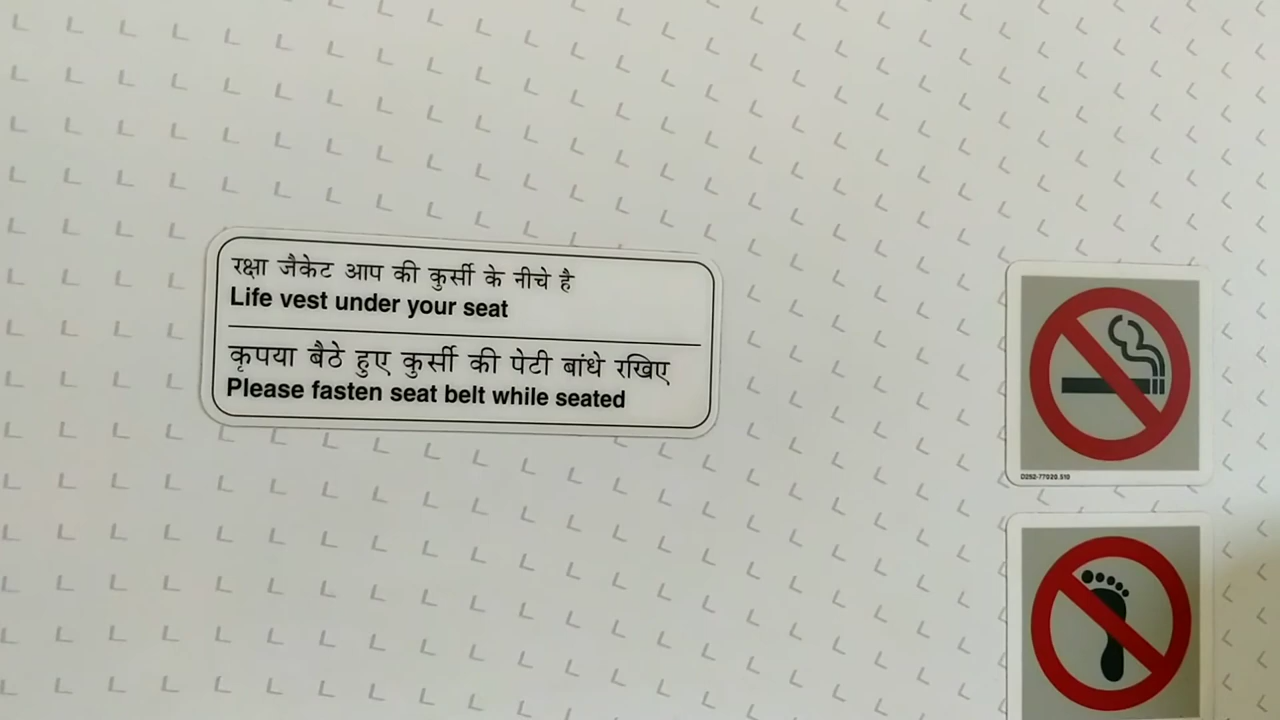 रक्षा जैकेट आप की कुर्सी के नीचे है
Life vest under your seat
कृपया बैठे हुए कुर्सी की पेटी बांधे रखिए
Please fasten seat belt while seated
D252-77020.510